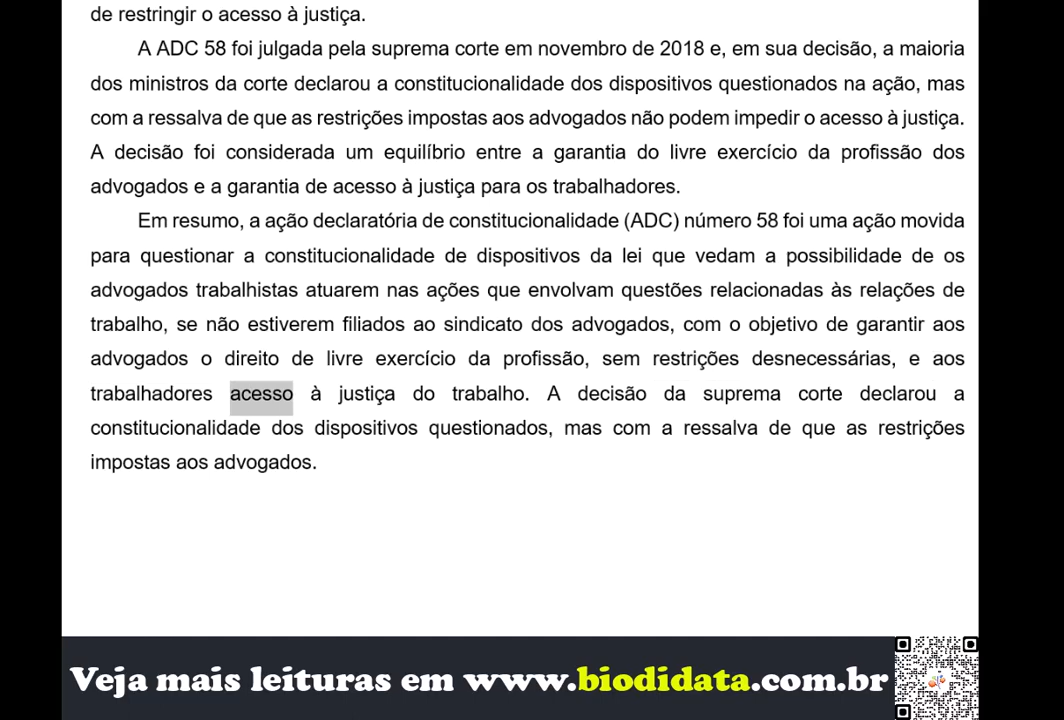 de restringir o acesso à justiça.
A ADC 58 foi julgada pela suprema corte em novembro de 2018 e, em sua decisão, a maioria
dos ministros da corte declarou a constitucionalidade dos dispositivos questionados na ação, mas
com a ressalva de que as restrições impostas aos advogados não podem impedir o acesso à justiça.
A decisão foi considerada um equilíbrio entre a garantia do livre exercício da profissão dos
advogados e a garantia de acesso à justiça para os trabalhadores.
Em resumo, a ação declaratória de constitucionalidade (ADC) número 58 foi uma ação movida
para questionar a constitucionalidade de dispositivos da lei que vedam a possibilidade de os
advogados trabalhistas atuarem nas ações que envolvam questões relacionadas às relações de
trabalho, se não estiverem filiados ao sindicato dos advogados, com o objetivo de garantir aos
advogados o direito de livre exercício da profissão, sem restrições desnecessárias, e aos
trabalhadores acesso à justiça do trabalho. A decisão da suprema corte declarou a
constitucionalidade dos dispositivos questionados, mas com a ressalva de que as restrições
impostas aos advogados.
Veja mais leituras em www.biodidata.com.br